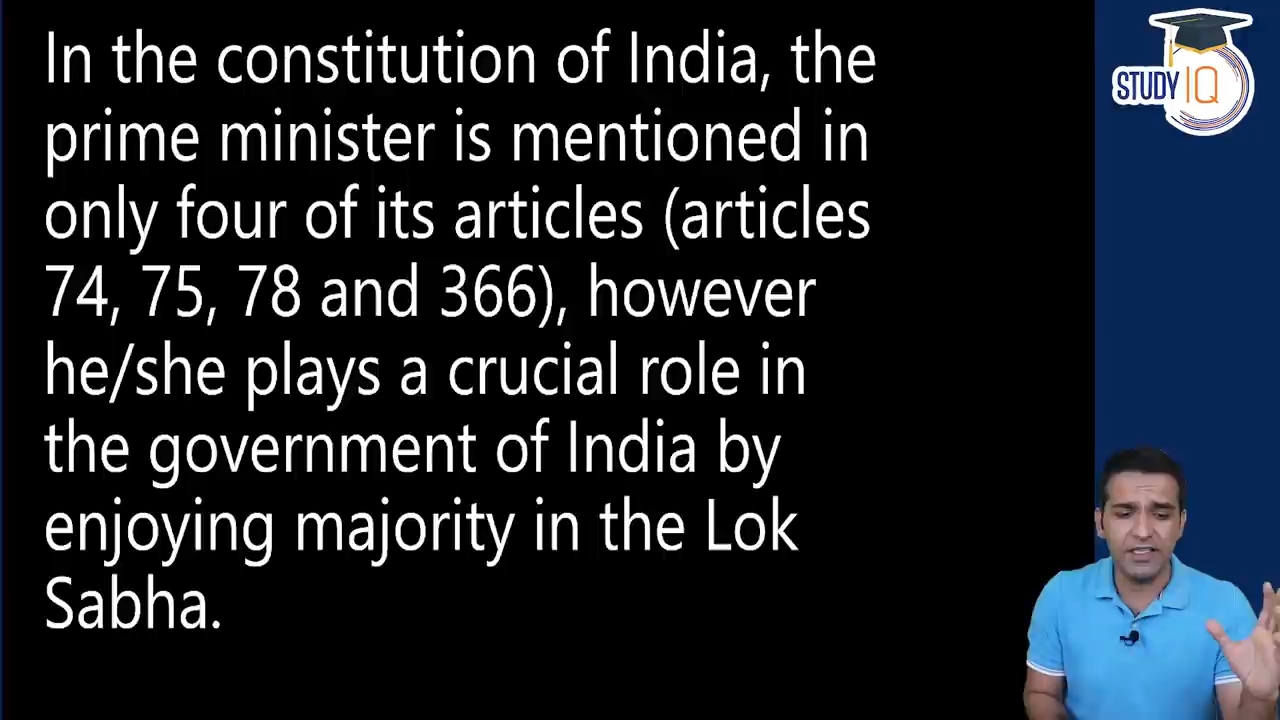 In the constitution of India, the
prime minister is mentioned in
only four of its articles (articles
74, 75, 78 and 366), however
he/she plays a crucial role in
the government of India by
enjoying majority in the Lok
Sabha.
STUDY IQ